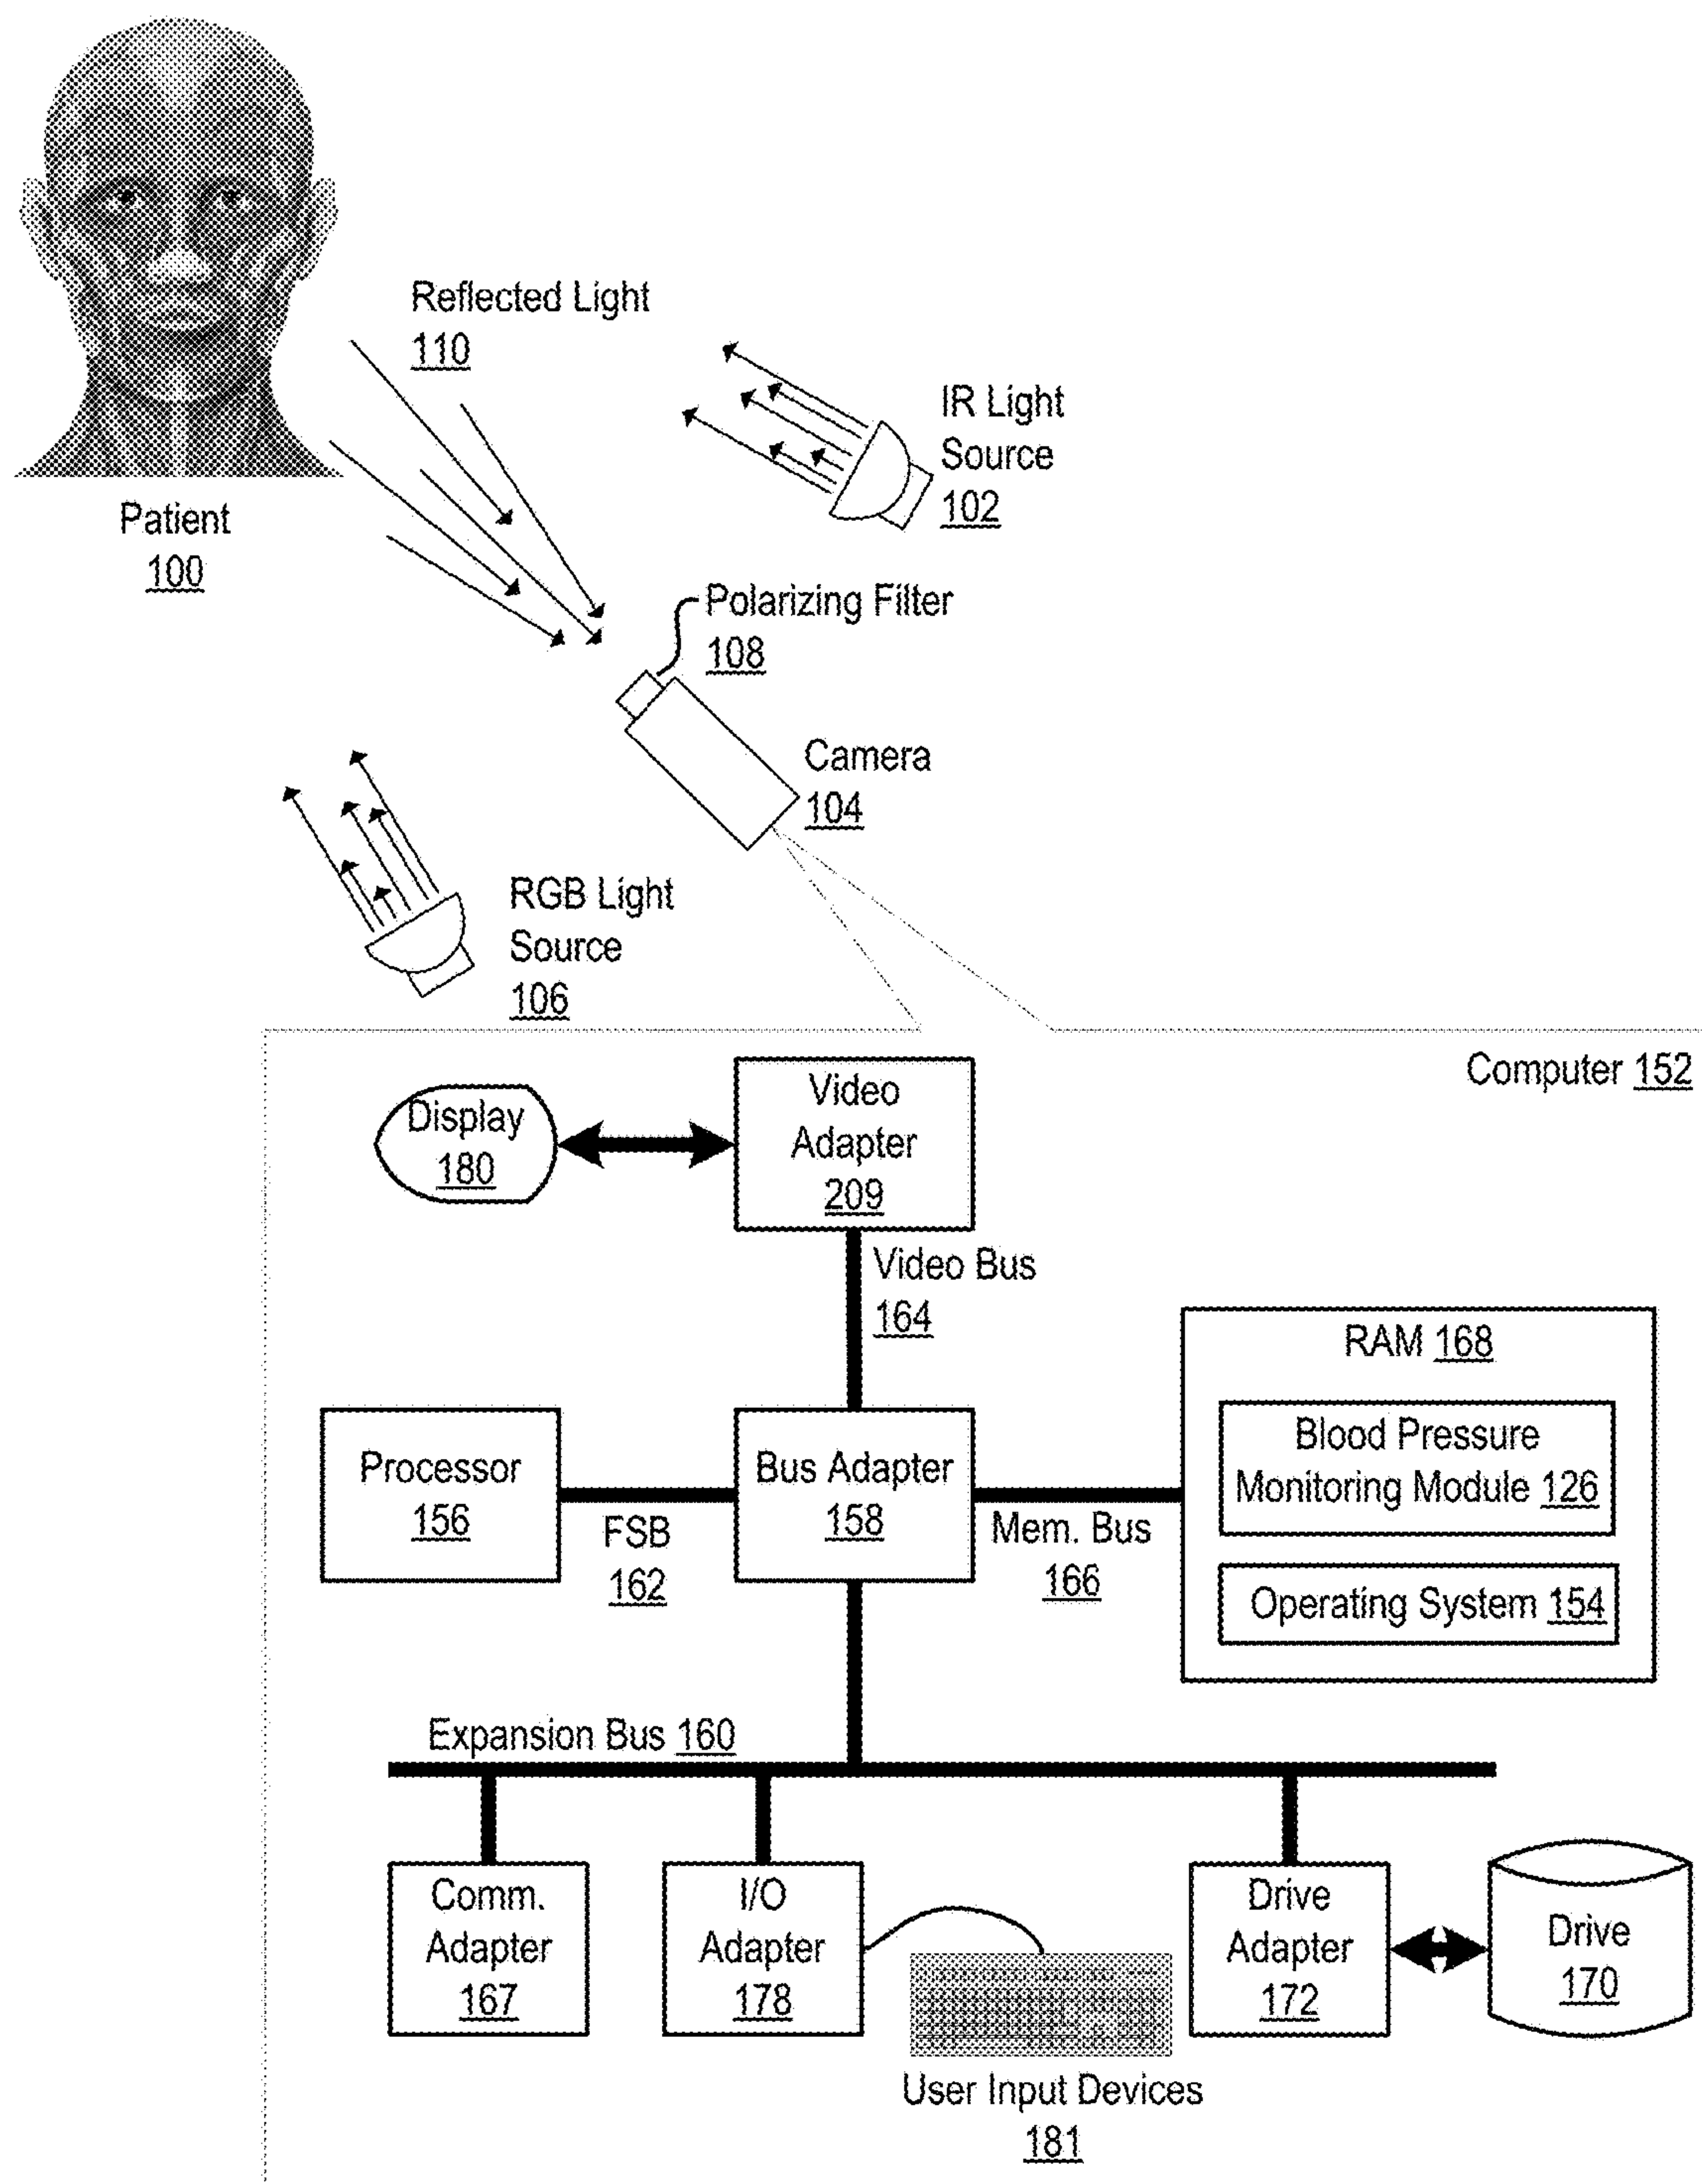 Reflected Light
110
IR Light
Source
102
Patient
100
Polarizing Filter
108
Camera
104
RGB Light
Source
106
Computer 152
Display
180
Video
Adapter
209
Video Bus
164
RAM 168
Blood Pressure
Monitoring Module 126
Operating System 154
Processor
156
FSB
162
Bus Adapter
158
Mem. Bus
166
Expansion Bus 160
Comm.
Adapter
167
I/O
Adapter
178
User Input Devices
181
Drive
Adapter
172
Drive
170